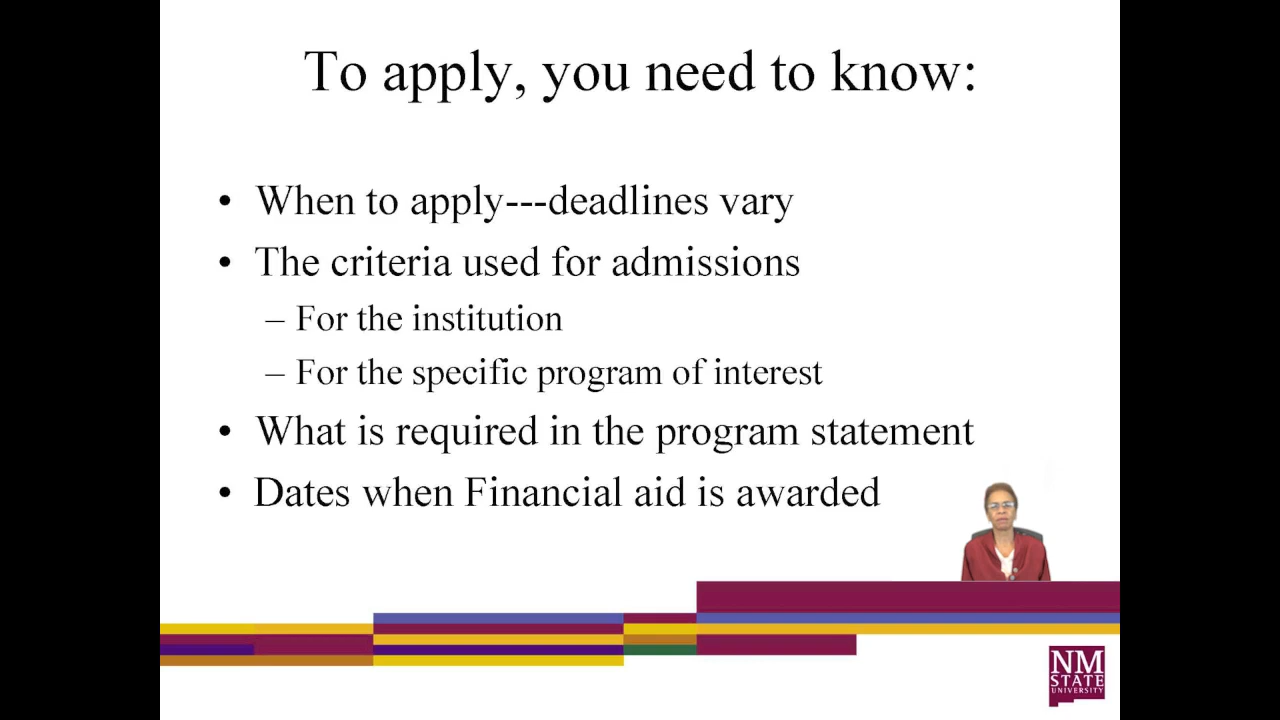 To apply, you need to know:
• When to apply---deadlines vary
• The criteria used for admissions
– For the institution
– For the specific program of interest
• What is required in the program statement
• Dates when Financial aid is awarded
NM
STATE
UNIVERSITY